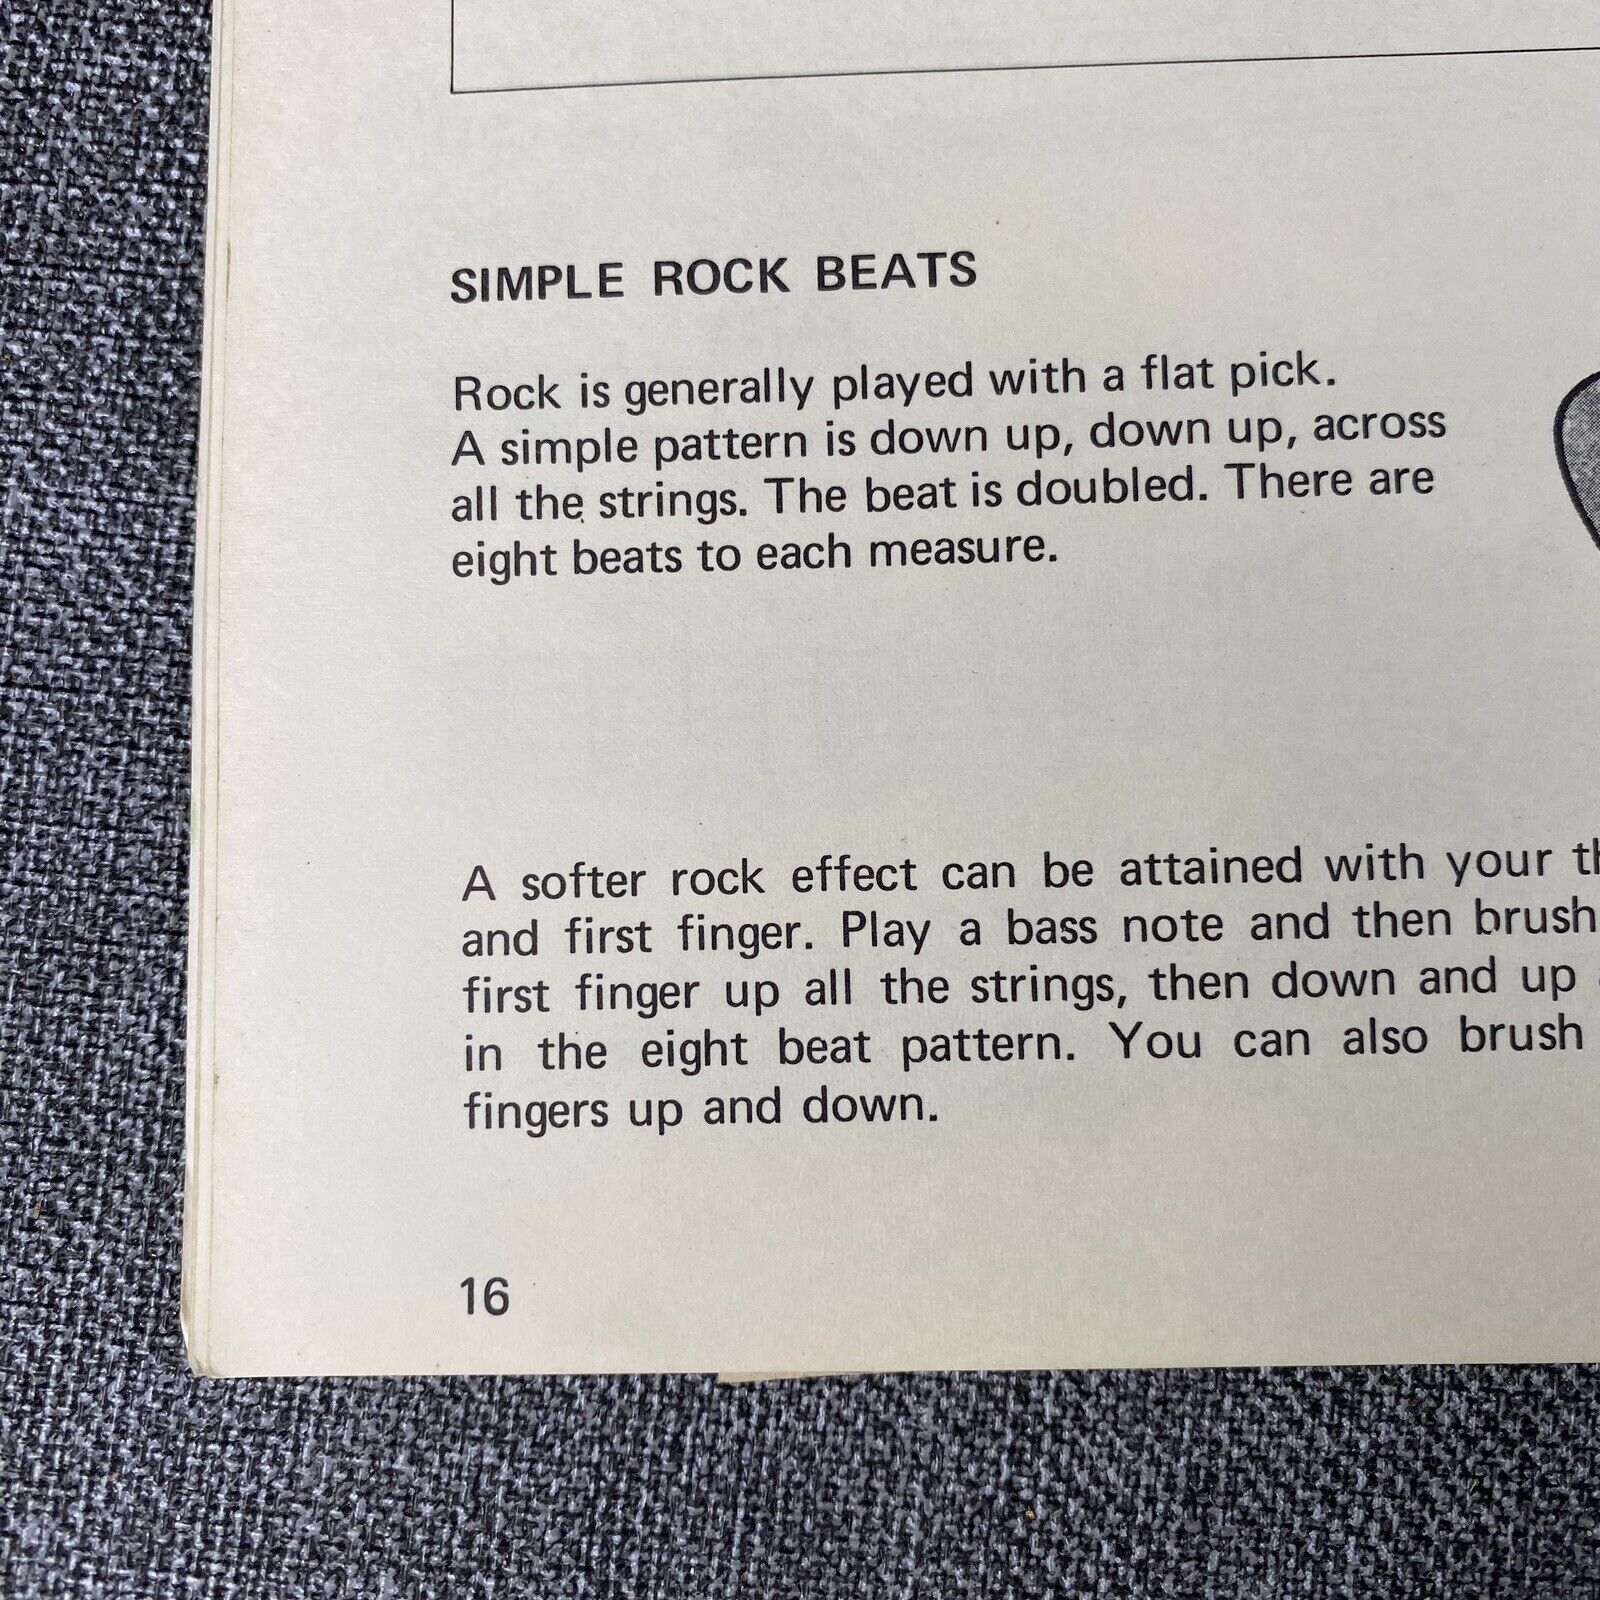 SIMPLE ROCK BEATS
Rock is generally played with a flat pick.
A simple pattern is down up, down up, across
all the strings. The beat is doubled. There are
eight beats to each measure.
A softer rock effect can be attained with your
and first finger. Play a bass note and then brush
first finger up all the strings, then down and up
in the eight beat pattern. You can also brush
fingers up and down.
16